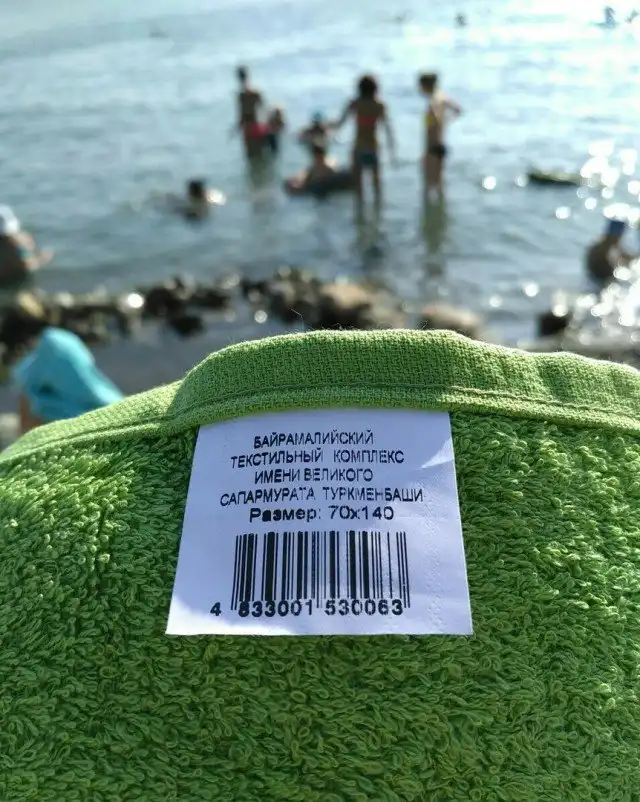 БАЙРАМАЛИЙСКИЙ
ТЕКСТИЛЬНЫЙ КОМПЛЕКС
ИМЕНИ ВЕЛИКОГО
САПАРМУРАТА ТУРКМЕНБАШИ
Размер: 70х140
4 833001 530063